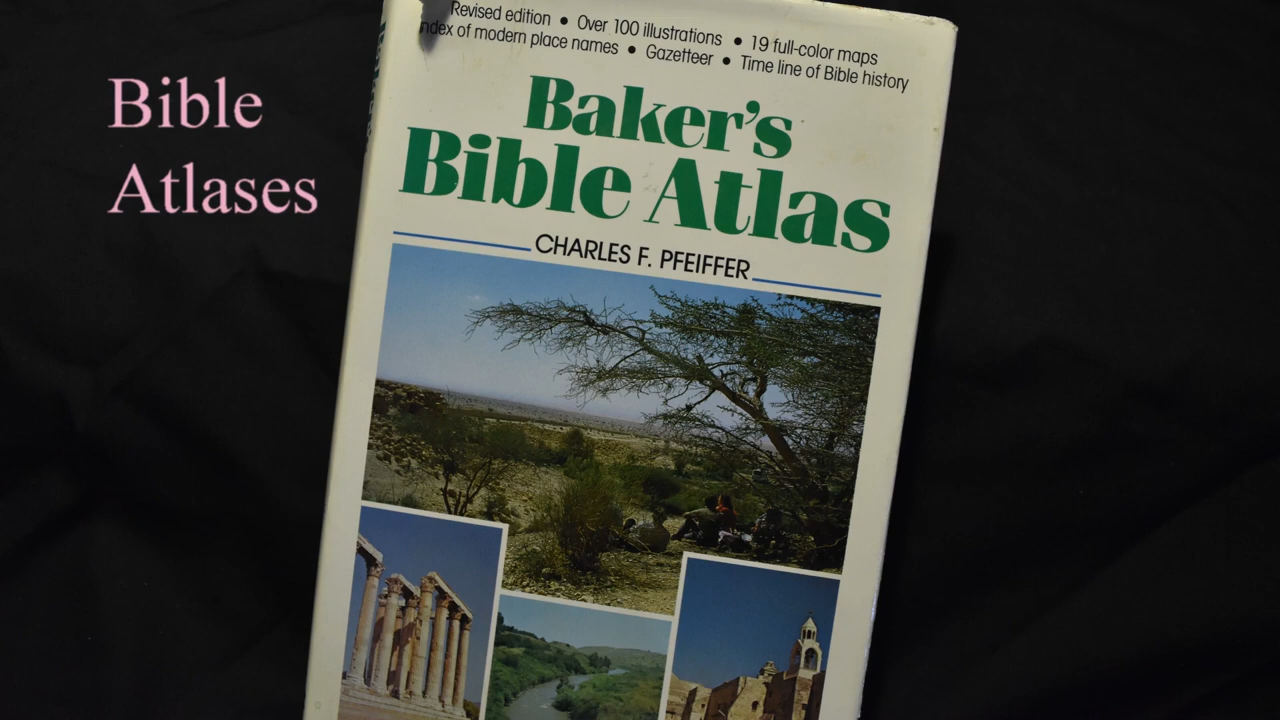 Bible
Atlases
Revised edition • Over 100 illustrations • 19 full-color maps
of modern place names • Gazetteer • Time line of Bible history
Baker's
Bible Atlas
CHARLES F. PFEIFFER